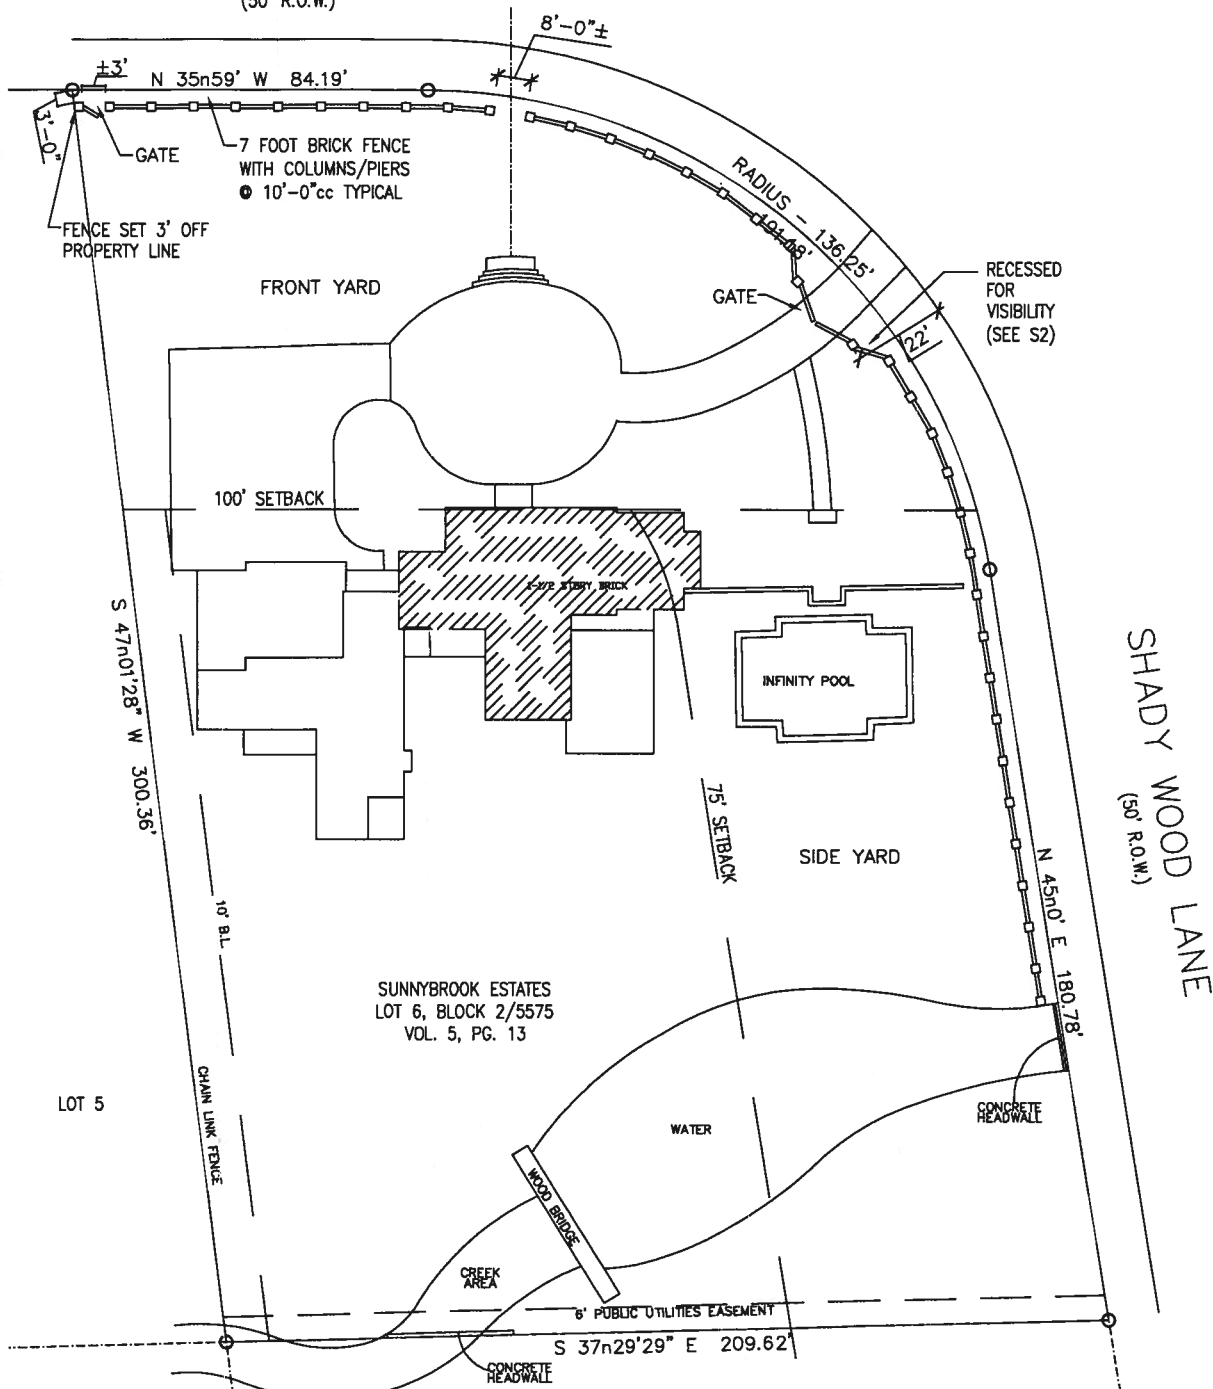 (50' R.O.W.)
8'-0"±
±3'
N 35n59' W 84.19'
3'-0"
GATE
7 FOOT BRICK FENCE
WITH COLUMNS/PIERS
@ 10'-0"cc TYPICAL
FENCE SET 3' OFF
PROPERTY LINE
RADIUS - 136.25'
FRONT YARD
GATE
RECESSED
FOR
VISIBILITY
(SEE S2)
22'
100' SETBACK
STORY BRICK
S 47n01'28" W 300.36'
INFINITY POOL
SHADY WOOD LANE
(50' R.O.W.)
75' SETBACK
SIDE YARD
N 45n0' E 180.78'
10' B.L.
SUNNYBROOK ESTATES
LOT 6, BLOCK 2/5575
VOL. 5, PG. 13
LOT 5
CHAIN LINK FENCE
CONCRETE
HEADWALL
WATER
WOOD BRIDGE
CREEK
AREA
6' PUBLIC UTILITIES EASEMENT
S 37n29'29" E 209.62'
CONCRETE
HEADWALL